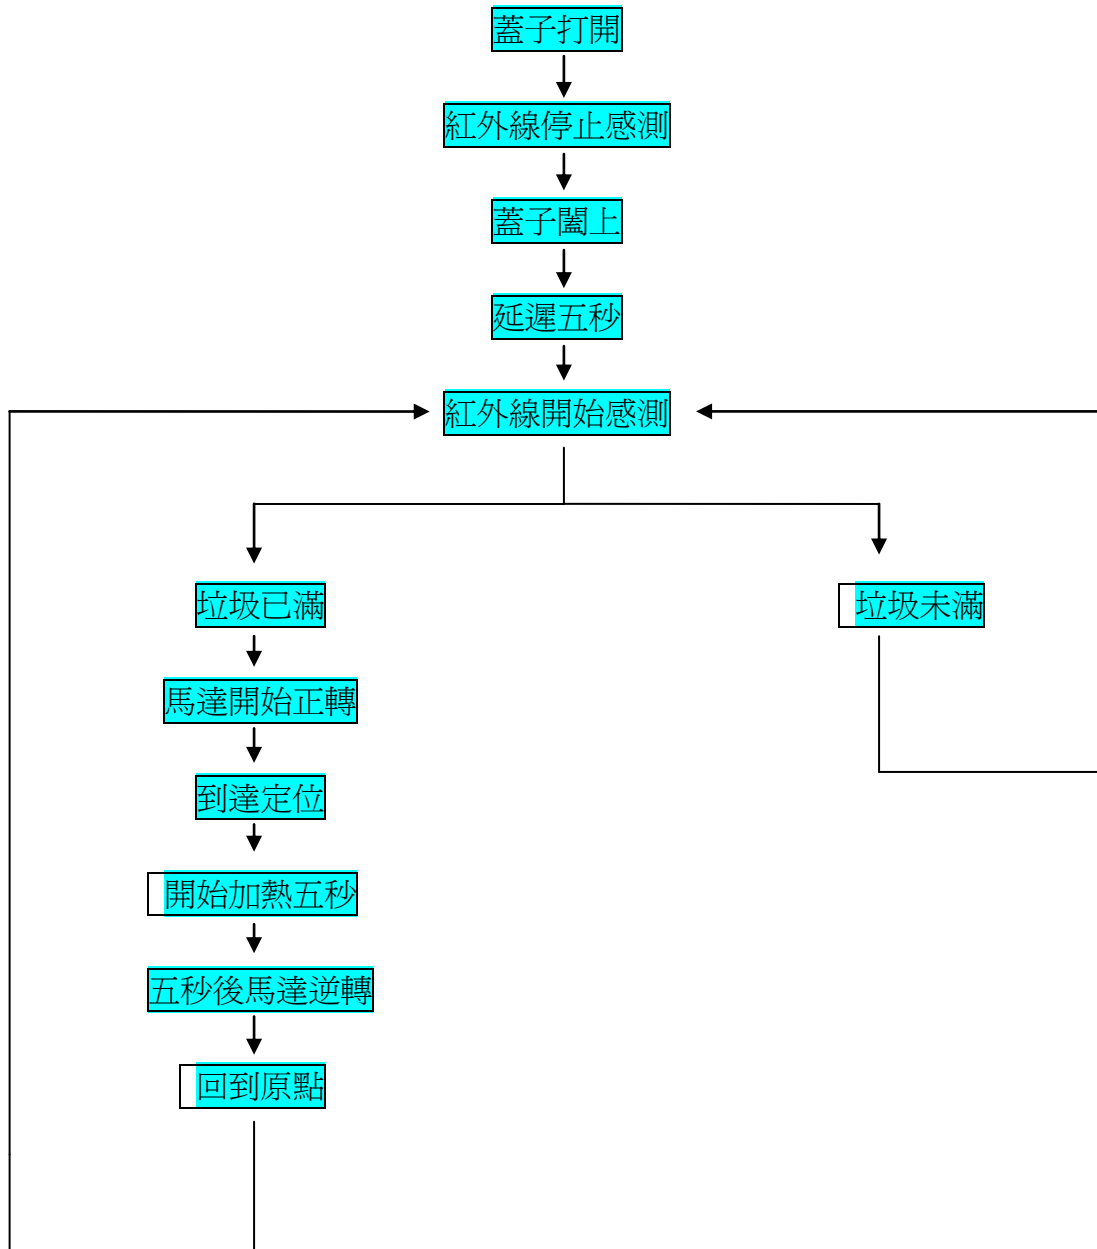 蓋子打開
紅外線停止感測
蓋子闔上
延遲五秒
紅外線開始感測
垃圾已滿
垃圾未滿
馬達開始正轉
到達定位
開始加熱五秒
五秒後馬達逆轉
回到原點